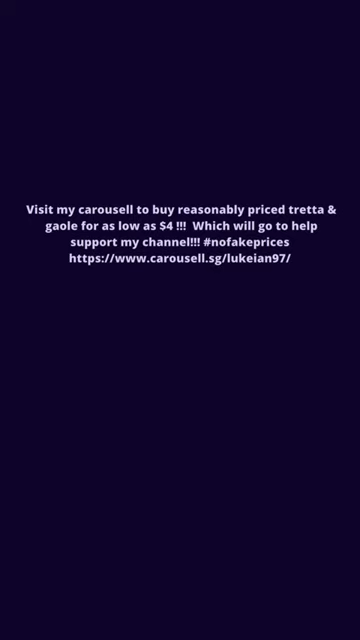 Visit my carousell to buy reasonably priced tretta &
gaole for as low as $4 !!!  Which will go to help
support my channel!!! #nofakeprices
https://www.carousell.sg/lukeian97/